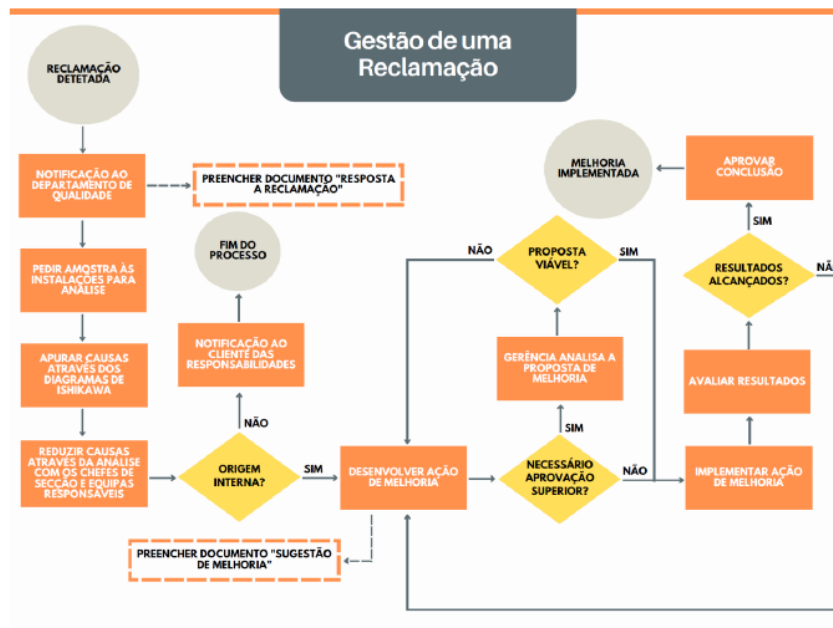 Gestão de uma
Reclamação
RECLAMAÇÃO
DETETADA
NOTIFICAÇÃO AO
DEPARTAMENTO DE
QUALIDADE
PREENCHER DOCUMENTO "RESPOSTA
A RECLAMAÇÃO"
PEDIR AMOSTRA ÀS
INSTALAÇÕES PARA
ANÁLISE
APURAR CAUSAS
ATRAVÉS DOS
DIAGRAMAS DE
ISHIKAWA
REDUZIR CAUSAS
ATRAVÉS DA ANÁLISE
COM OS CHEFES DE
SECÇÃO E EQUIPAS
RESPONSÁVEIS
FIM DO
PROCESSO
NOTIFICAÇÃO AO
CLIENTE DAS
RESPONSABILIDADES
NÃO
ORIGEM
INTERNA?
SIM
DESENVOLVER AÇÃO
DE MELHORIA
PREENCHER DOCUMENTO "SUGESTÃO
DE MELHORIA"
NECESSÁRIO
APROVAÇÃO
SUPERIOR?
NÃO
SIM
GERÊNCIA ANALISA A
PROPOSTA DE
MELHORIA
NÃO
PROPOSTA
VIÁVEL?
SIM
IMPLEMENTAR AÇÃO
DE MELHORIA
AVALIAR RESULTADOS
RESULTADOS
ALCANÇADOS?
NÃ
SIM
APROVAR
CONCLUSÃO
MELHORIA
IMPLEMENTADA